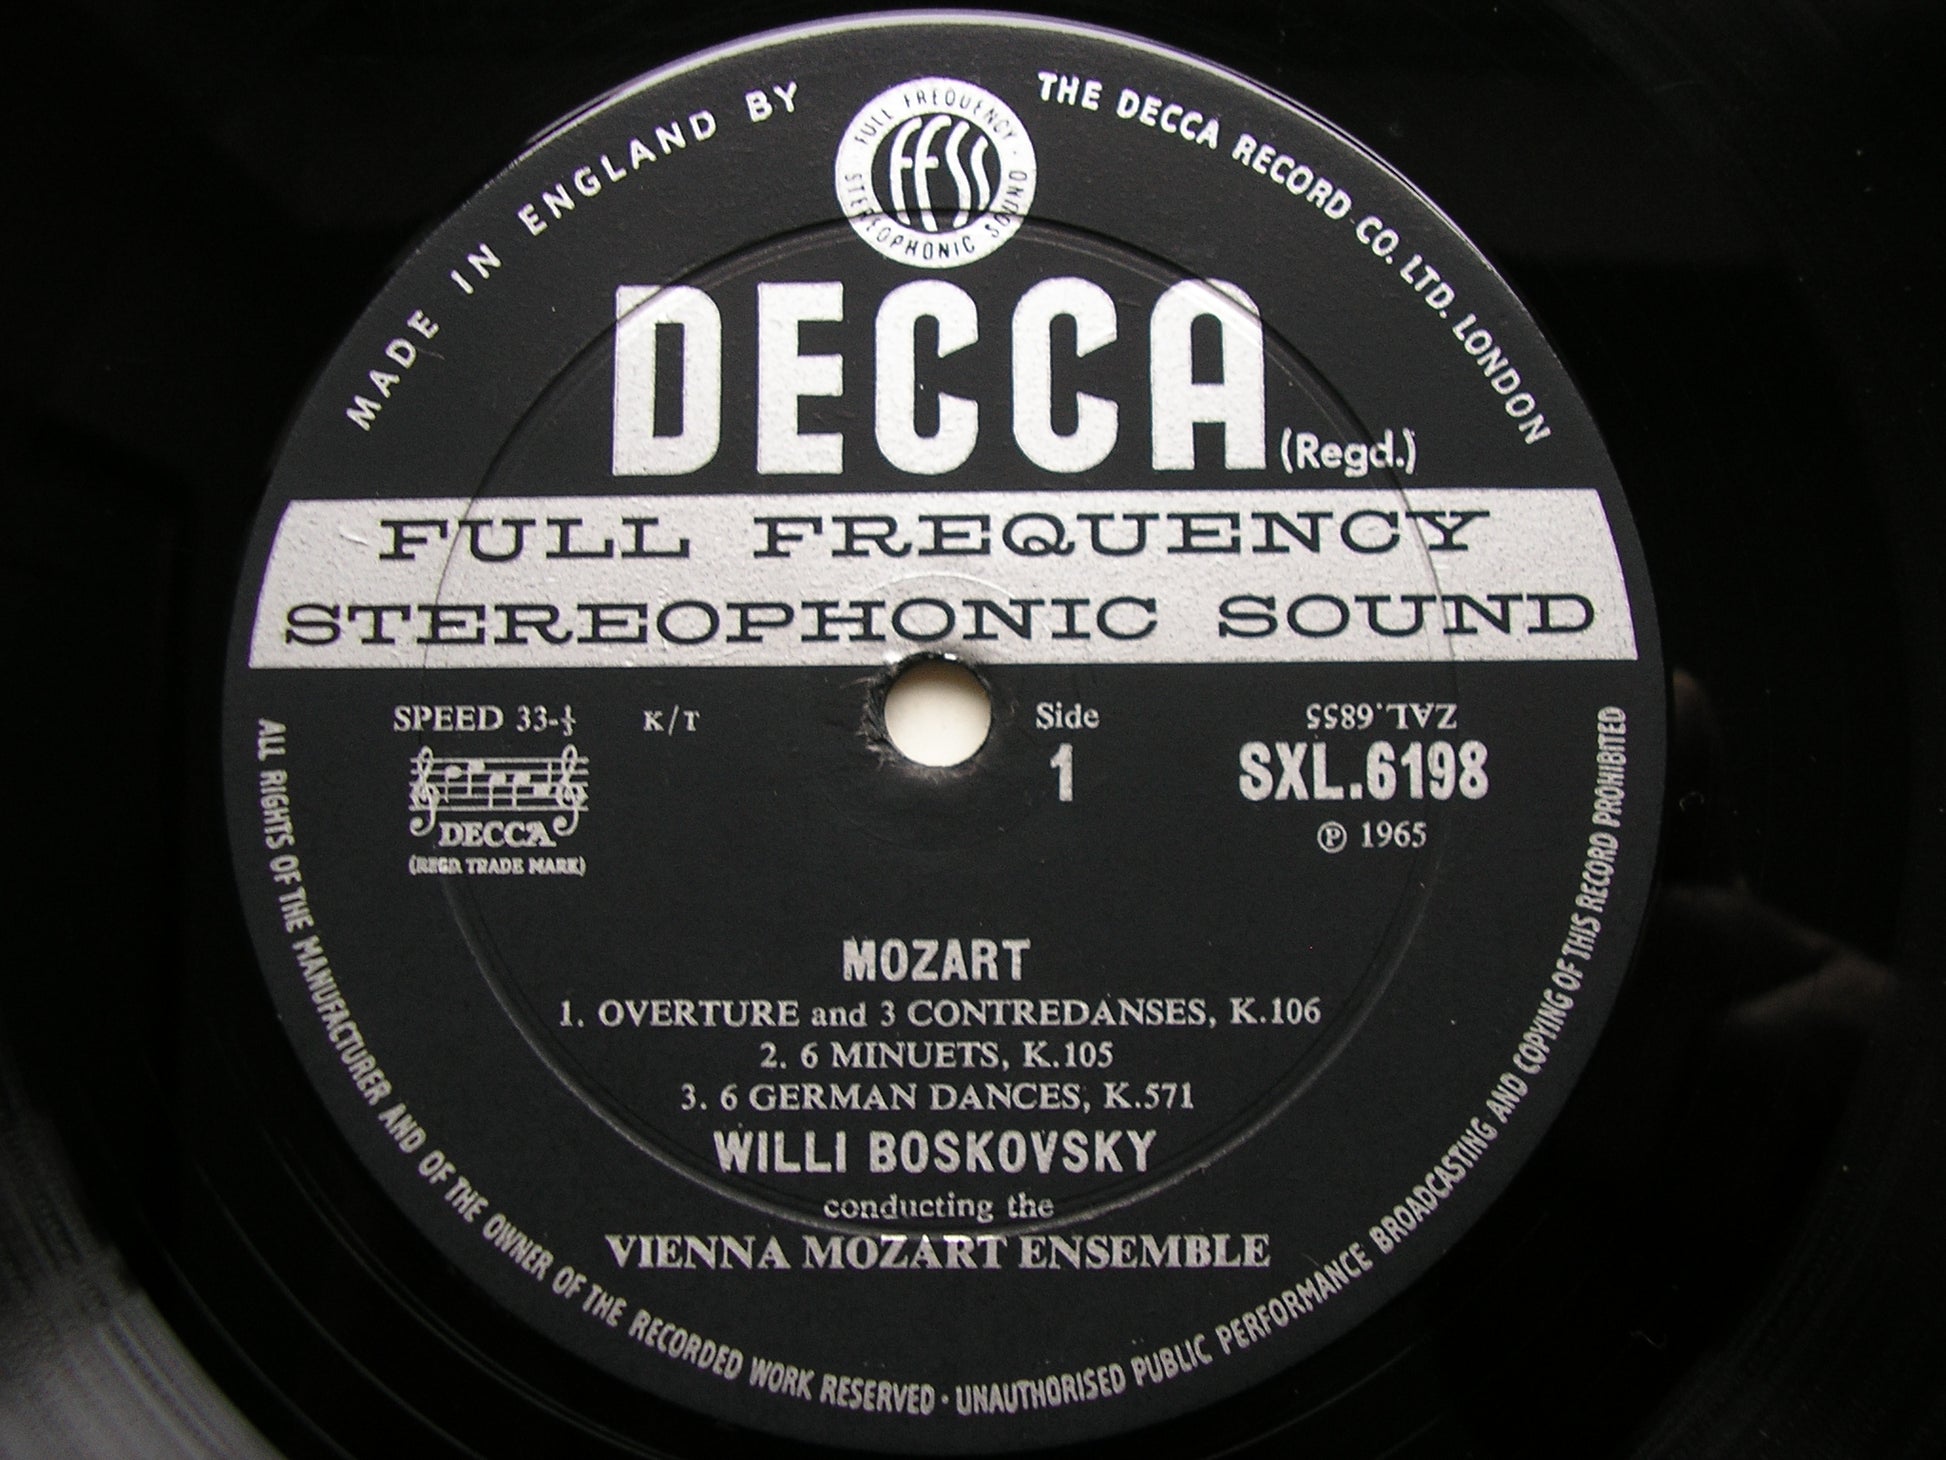 MADE IN ENGLAND BY
THE DECCA RECORD CO. LTD. LONDON
FULL FREQUENCY
FFSS
STEREOPHONIC SOUND
DECCA (Regd.)
FULL FREQUENCY
STEREOPHONIC SOUND
SPEED 33-⅓ K/T
Side
1
ZAL.6855
SXL.6198
℗ 1965
DECCA
(REGD. TRADE MARK)
MOZART
1. OVERTURE and 3 CONTREDANSES, K.106
2. 6 MINUETS, K.105
3. 6 GERMAN DANCES, K.571
WILLI BOSKOVSKY
conducting the
VIENNA MOZART ENSEMBLE
ALL RIGHTS OF THE MANUFACTURER AND OF THE OWNER OF THE RECORDED WORK RESERVED · UNAUTHORISED PUBLIC PERFORMANCE BROADCASTING AND COPYING OF THIS RECORD PROHIBITED